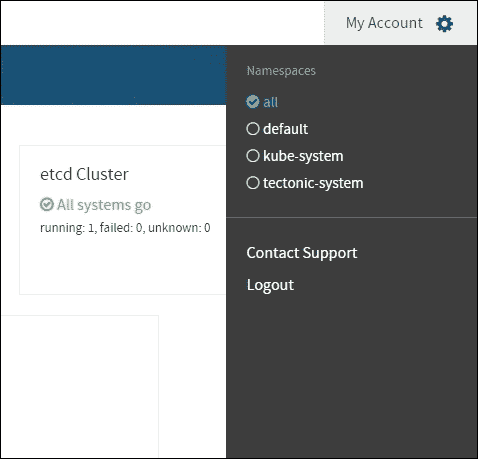 My Account
Namespaces
all
default
kube-system
tectonic-system
etcd Cluster
All systems go
running: 1, failed: 0, unknown: 0
Contact Support
Logout